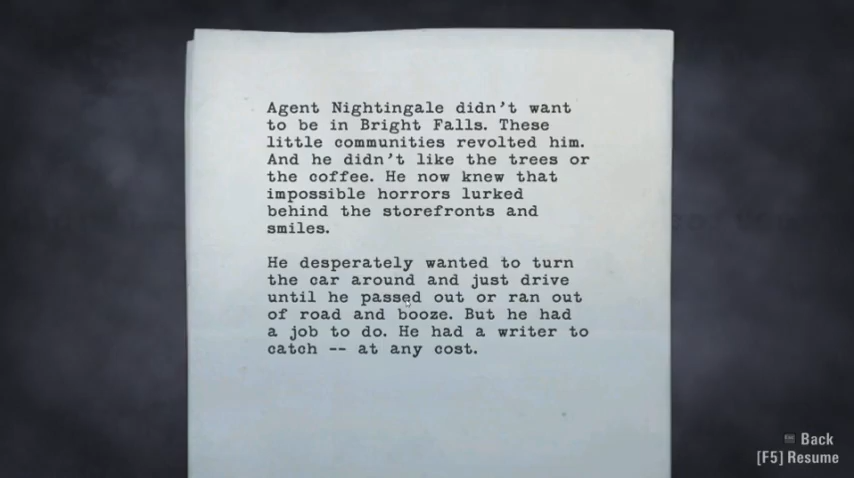 Agent Nightingale didn't want
to be in Bright Falls. These
little communities revolted him.
And he didn't like the trees or
the coffee. He now knew that
impossible horrors lurked
behind the storefronts and
smiles.
He desperately wanted to turn
the car around and just drive
until he passed out or ran out
of road and booze. But he had
a job to do. He had a writer to
catch -- at any cost.
Back
[F5] Resume